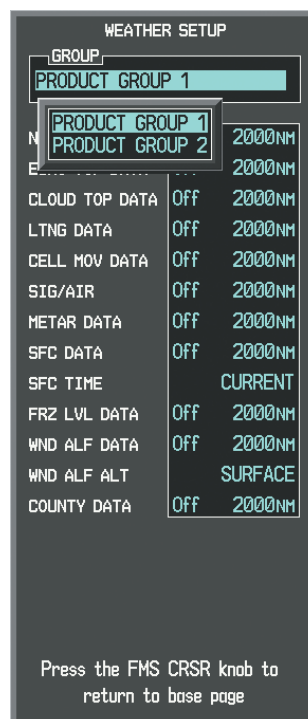 WEATHER SETUP
GROUP
PRODUCT GROUP 1
PRODUCT GROUP 1
PRODUCT GROUP 2
2000NM
2000NM
CLOUD TOP DATA Off 2000NM
LTNG DATA Off 2000NM
CELL MOV DATA Off 2000NM
SIG/AIR Off 2000NM
METAR DATA Off 2000NM
SFC DATA Off 2000NM
SFC TIME CURRENT
FRZ LVL DATA Off 2000NM
WND ALF DATA Off 2000NM
WND ALF ALT SURFACE
COUNTY DATA Off 2000NM
Press the FMS CRSR knob to
return to base page